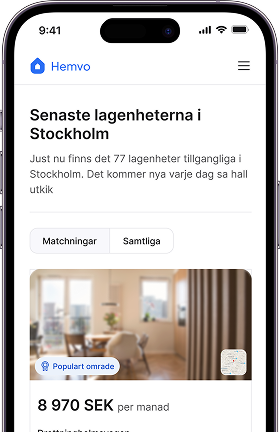 9:41
Hemvo
Senaste lagenheterna i
Stockholm
Just nu finns det 77 lagenheter tillgangliga i
Stockholm. Det kommer nya varje dag sa hall
utkik
Matchningar
Samtliga
Populart omrade
8 970 SEK per manad